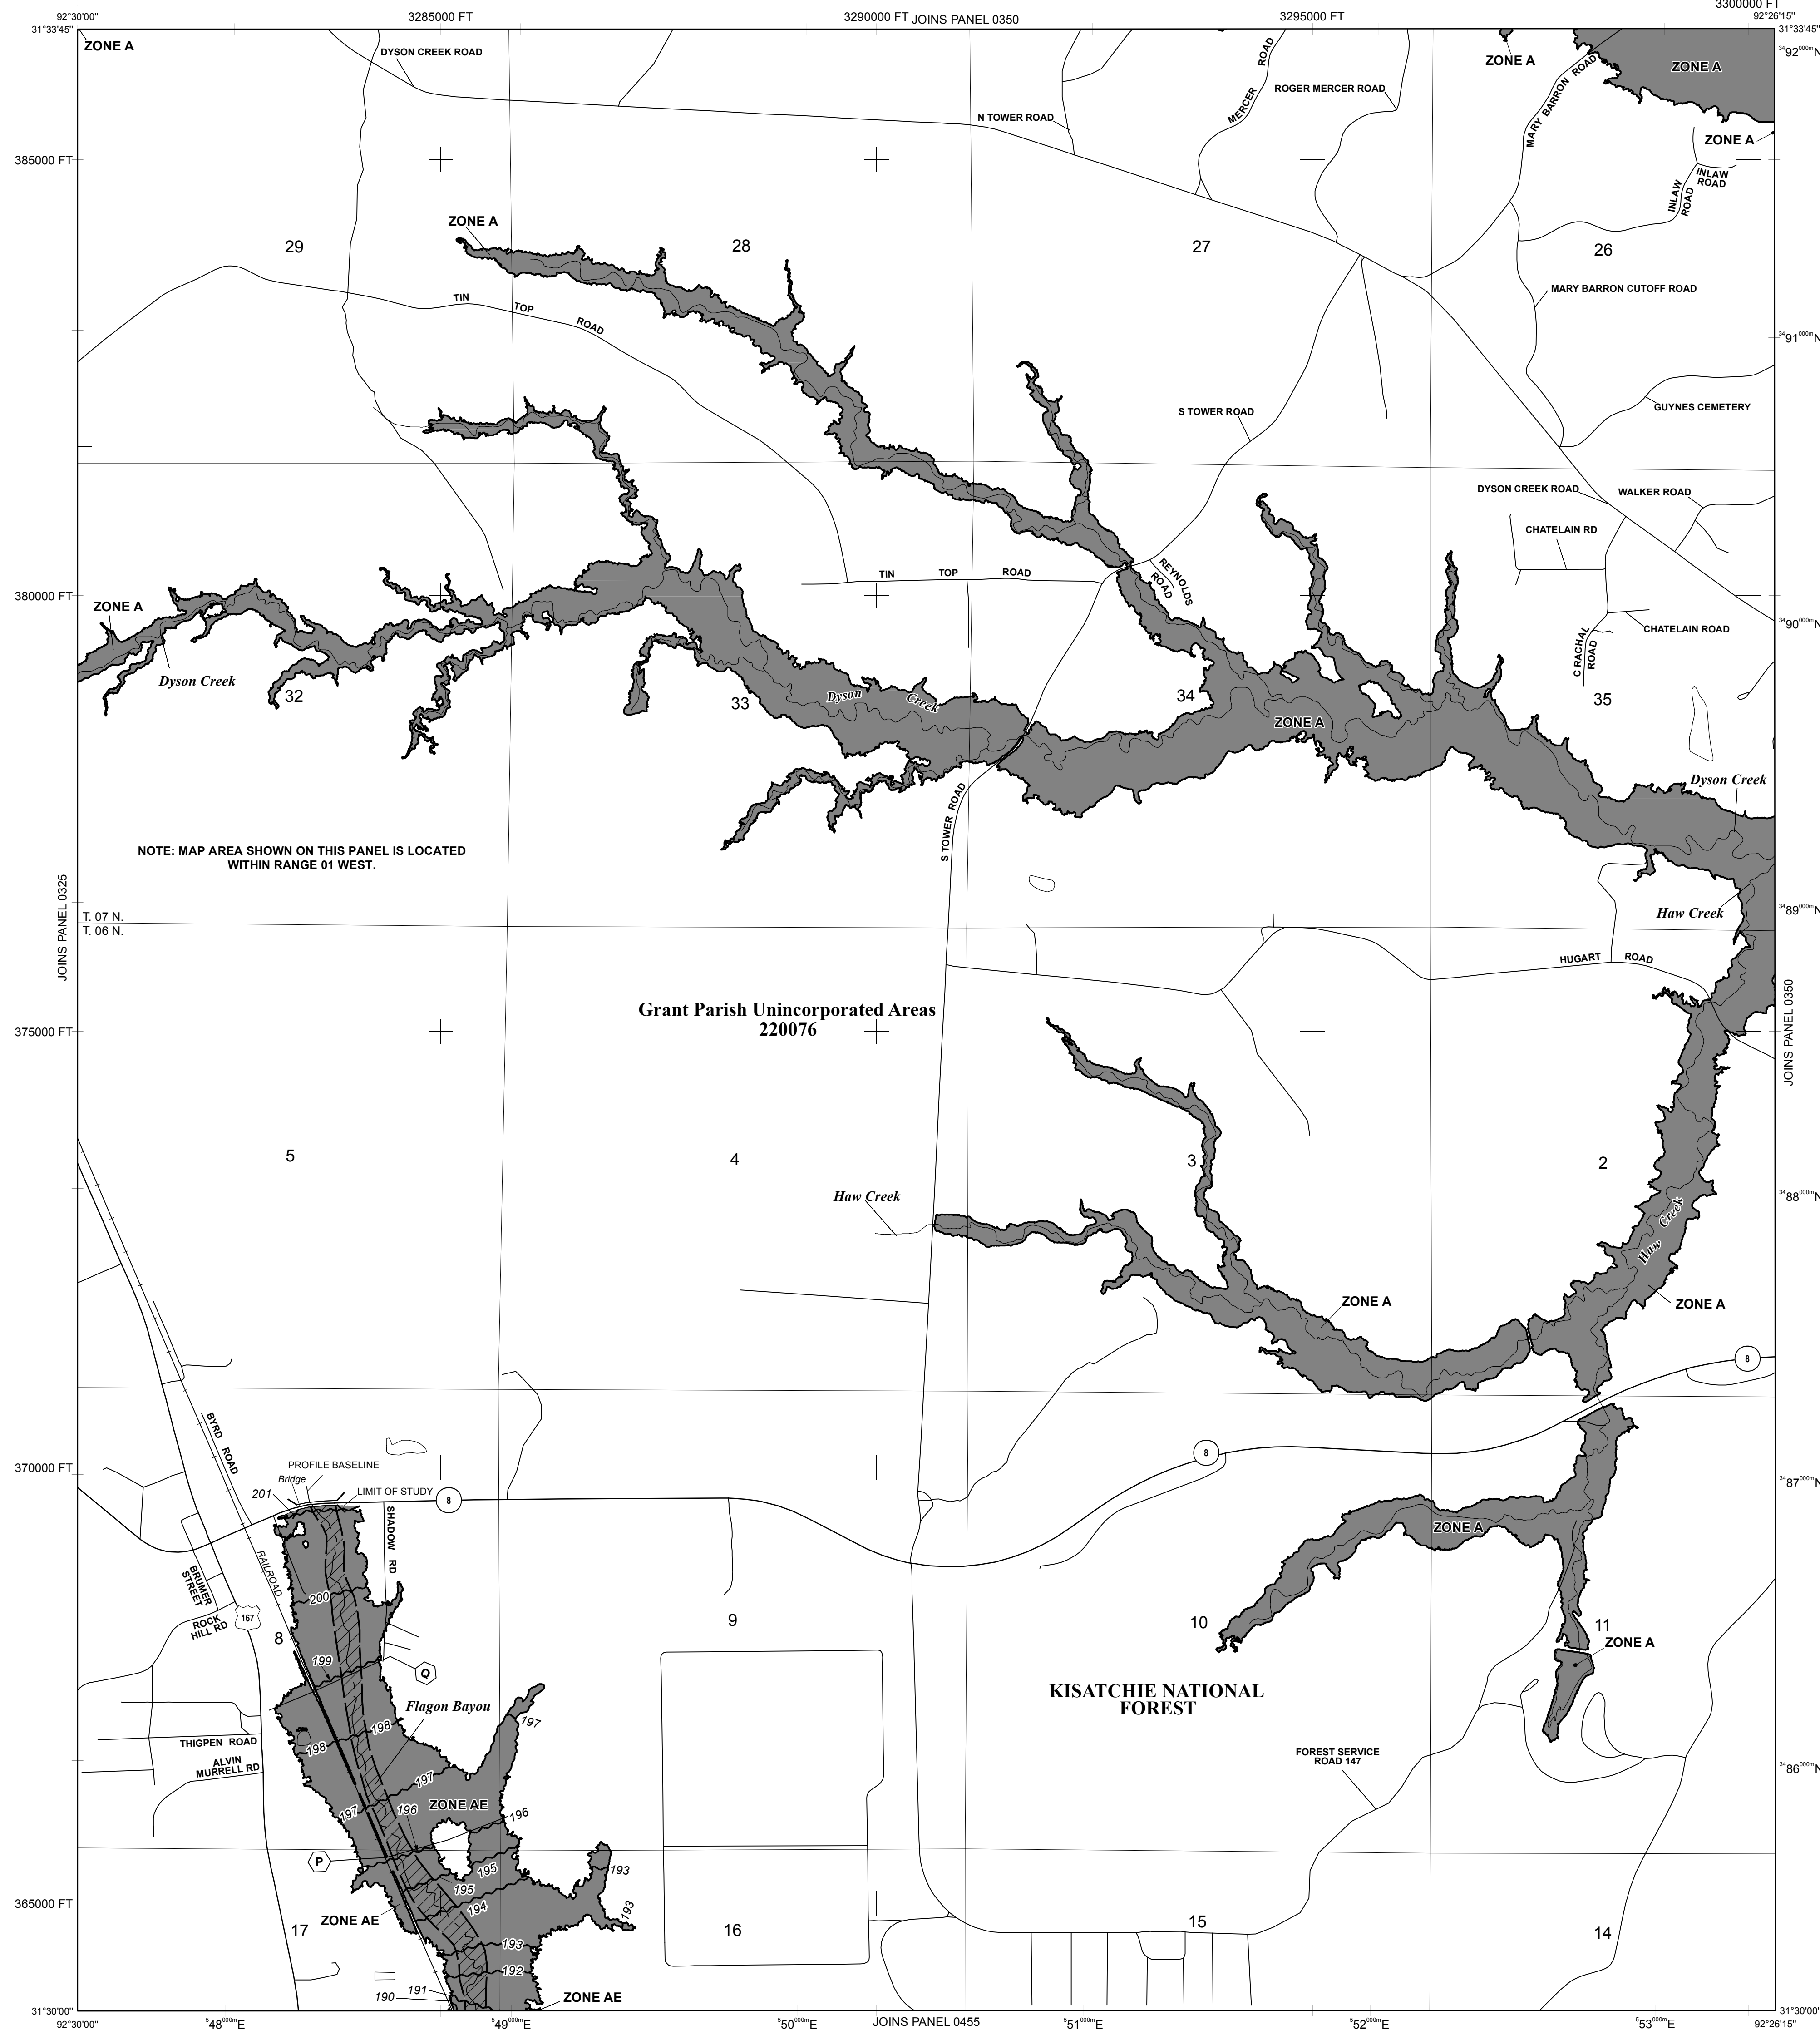 3300000 FT
92°30'00"
3285000 FT
3290000 FT
JOINS PANEL 0350
3295000 FT
92°26'15"
31°33'45"
31°33'45"
ZONE A
DYSON CREEK ROAD
N TOWER ROAD
MERCER ROAD
ROGER MERCER ROAD
ZONE A
MARY BARRON ROAD
ZONE A
3492000mN
ZONE A
385000 FT
INLAW
ROAD
INLAW
ROAD
ZONE A
29
28
27
26
TIN TOP ROAD
MARY BARRON CUTOFF ROAD
3491000mN
S TOWER ROAD
GUYNES CEMETERY
DYSON CREEK ROAD
WALKER ROAD
CHATELAIN RD
TIN TOP ROAD
REYNOLDS
ROAD
380000 FT
ZONE A
3490000mN
CHATELAIN ROAD
C RACHAL
ROAD
Dyson Creek
32
33
Dyson Creek
34
35
ZONE A
Dyson Creek
S TOWER ROAD
NOTE: MAP AREA SHOWN ON THIS PANEL IS LOCATED
WITHIN RANGE 01 WEST.
JOINS PANEL 0325
T. 07 N.
T. 06 N.
Haw Creek
3489000mN
HUGART ROAD
Grant Parish Unincorporated Areas
220076
375000 FT
JOINS PANEL 0350
5
4
3
2
Haw Creek
3488000mN
Haw Creek
ZONE A
ZONE A
8
BYRD ROAD
8
370000 FT
PROFILE BASELINE
Bridge
201
LIMIT OF STUDY
8
3487000mN
SHADOW RD
RAILROAD
ZONE A
BRUMER
STREET
200
ROCK
HILL RD
167
8
9
10
11
ZONE A
199
Q
KISATCHIE NATIONAL
FOREST
Flagon Bayou
197
198
198
THIGPEN ROAD
ALVIN
MURRELL RD
FOREST SERVICE
ROAD 147
3486000mN
197
197
196
ZONE AE
196
P
195
193
195
194
193
365000 FT
ZONE AE
17
16
15
14
193
192
191
190
ZONE AE
31°30'00"
31°30'00"
92°30'00"
548000mE
549000mE
550000mE
JOINS PANEL 0455
551000mE
552000mE
553000mE
92°26'15"